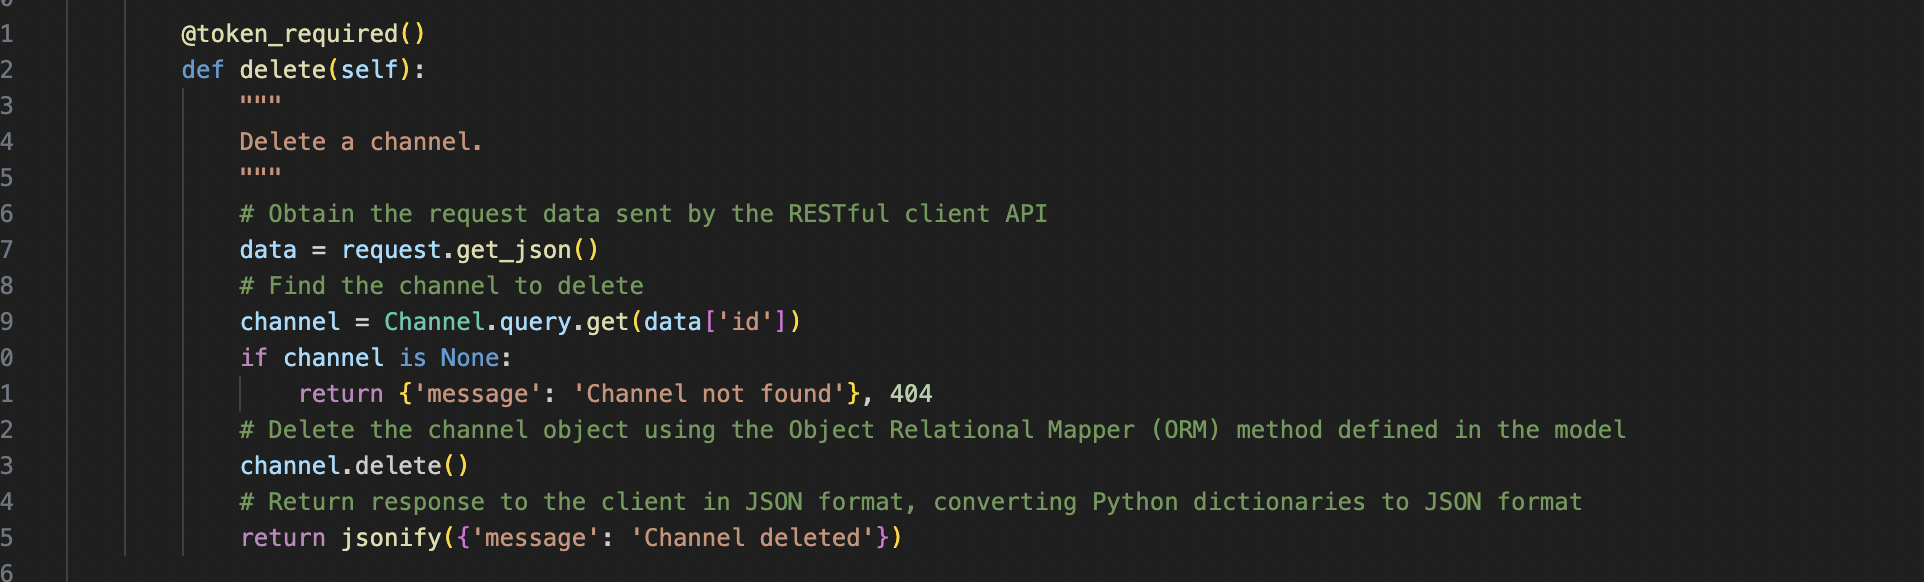 1 @token_required()
2 def delete(self):
3 """
4 Delete a channel.
5 """
6 # Obtain the request data sent by the RESTful client API
7 data = request.get_json()
8 # Find the channel to delete
9 channel = Channel.query.get(data['id'])
0 if channel is None:
1 return {'message': 'Channel not found'}, 404
2 # Delete the channel object using the Object Relational Mapper (ORM) method defined in the model
3 channel.delete()
4 # Return response to the client in JSON format, converting Python dictionaries to JSON format
5 return jsonify({'message': 'Channel deleted'})
6